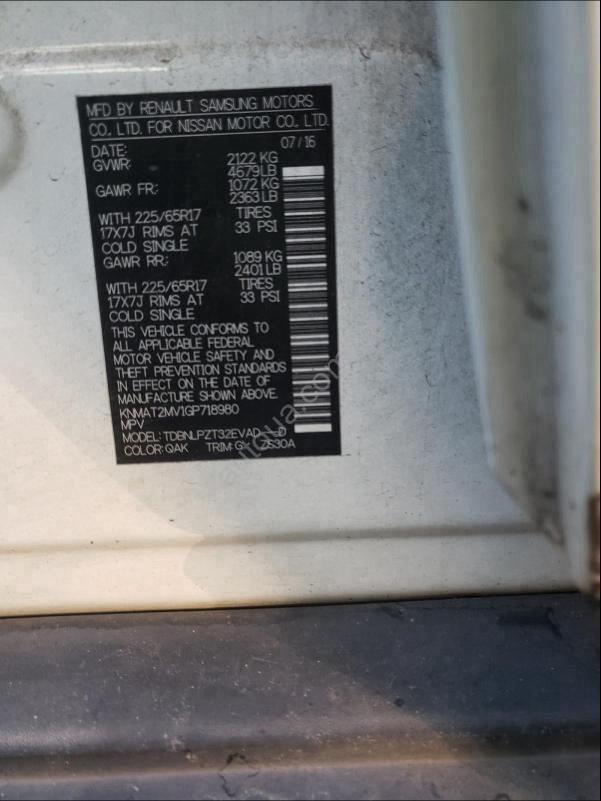 MFD BY RENAULT SAMSUNG MOTORS
CO., LTD. FOR NISSAN MOTOR CO., LTD.
DATE: 07/16
GVWR: 2122 KG
4679 LB
GAWR FR: 1072 KG
2363 LB
WITH 225/65R17 TIRES
17X7J RIMS AT 33 PSI
COLD SINGLE
GAWR RR: 1089 KG
2401 LB
WITH 225/65R17 TIRES
17X7J RIMS AT 33 PSI
COLD SINGLE
THIS VEHICLE CONFORMS TO
ALL APPLICABLE FEDERAL
MOTOR VEHICLE SAFETY AND
THEFT PREVENTION STANDARDS
IN EFFECT ON THE DATE OF
MANUFACTURE SHOWN ABOVE.
KNMAT2MV1GP718980
MPV
MODEL: TDBNLPZT32EVAD---D
COLOR: QAK TRIM: Z530A